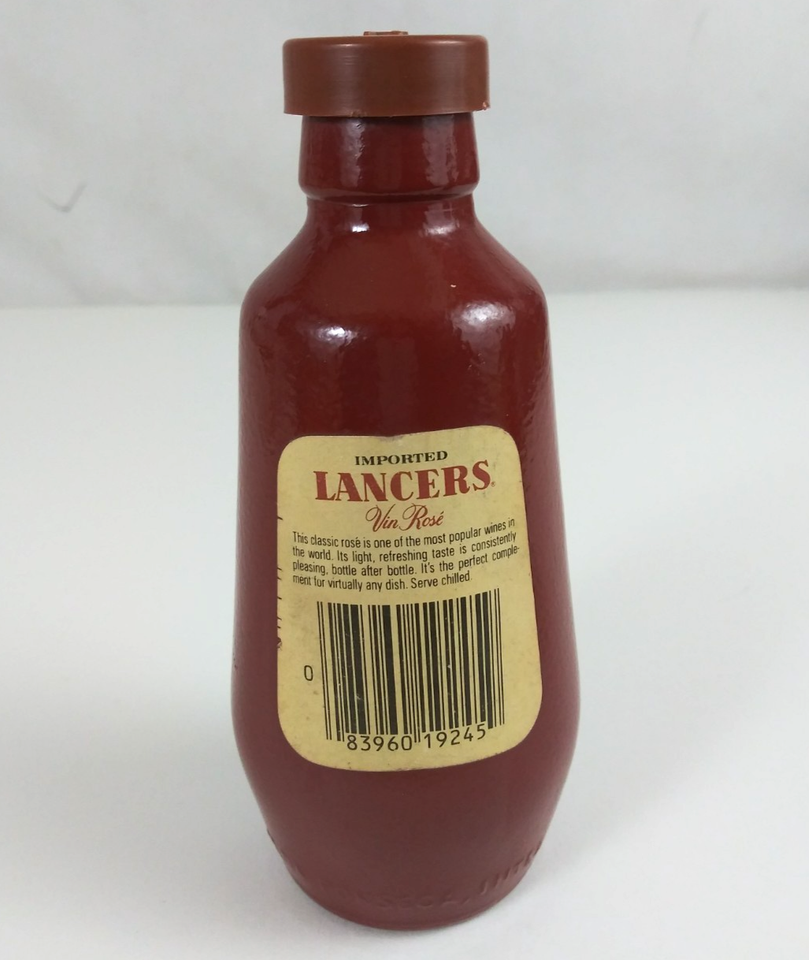 IMPORTED
LANCERS
Vin Rosé
This classic rosé is one of the most popular wines in
the world. Its light, refreshing taste is consistently
pleasing, bottle after bottle. It's the perfect comple-
ment for virtually any dish. Serve chilled.
0
83960 19245